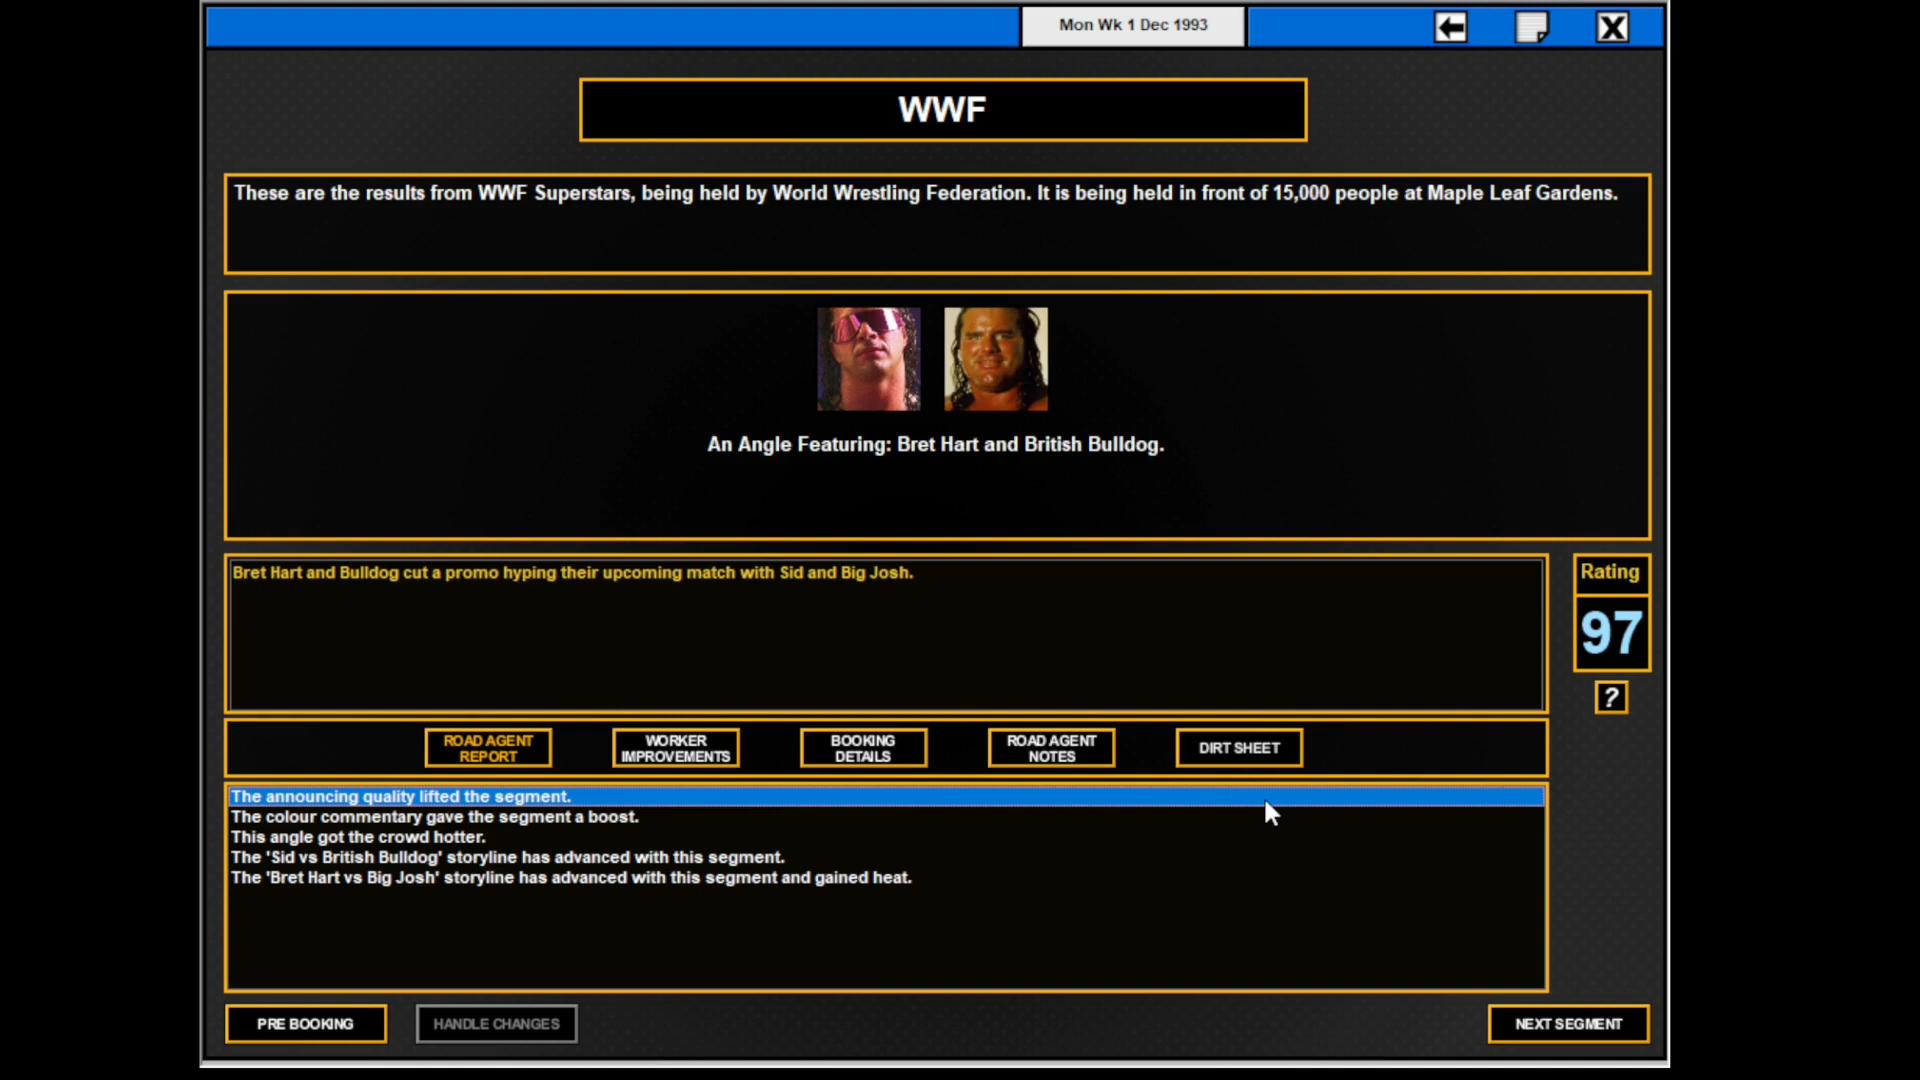 Mon Wk 1 Dec 1993
WWF
These are the results from WWF Superstars, being held by World Wrestling Federation. It is being held in front of 15,000 people at Maple Leaf Gardens.
An Angle Featuring: Bret Hart and British Bulldog.
Bret Hart and Bulldog cut a promo hyping their upcoming match with Sid and Big Josh.
Rating
97
?
ROAD AGENT
REPORT
WORKER
IMPROVEMENTS
BOOKING
DETAILS
ROAD AGENT
NOTES
DIRT SHEET
The announcing quality lifted the segment.
The colour commentary gave the segment a boost.
This angle got the crowd hotter.
The 'Sid vs British Bulldog' storyline has advanced with this segment.
The 'Bret Hart vs Big Josh' storyline has advanced with this segment and gained heat.
PRE BOOKING
HANDLE CHANGES
NEXT SEGMENT